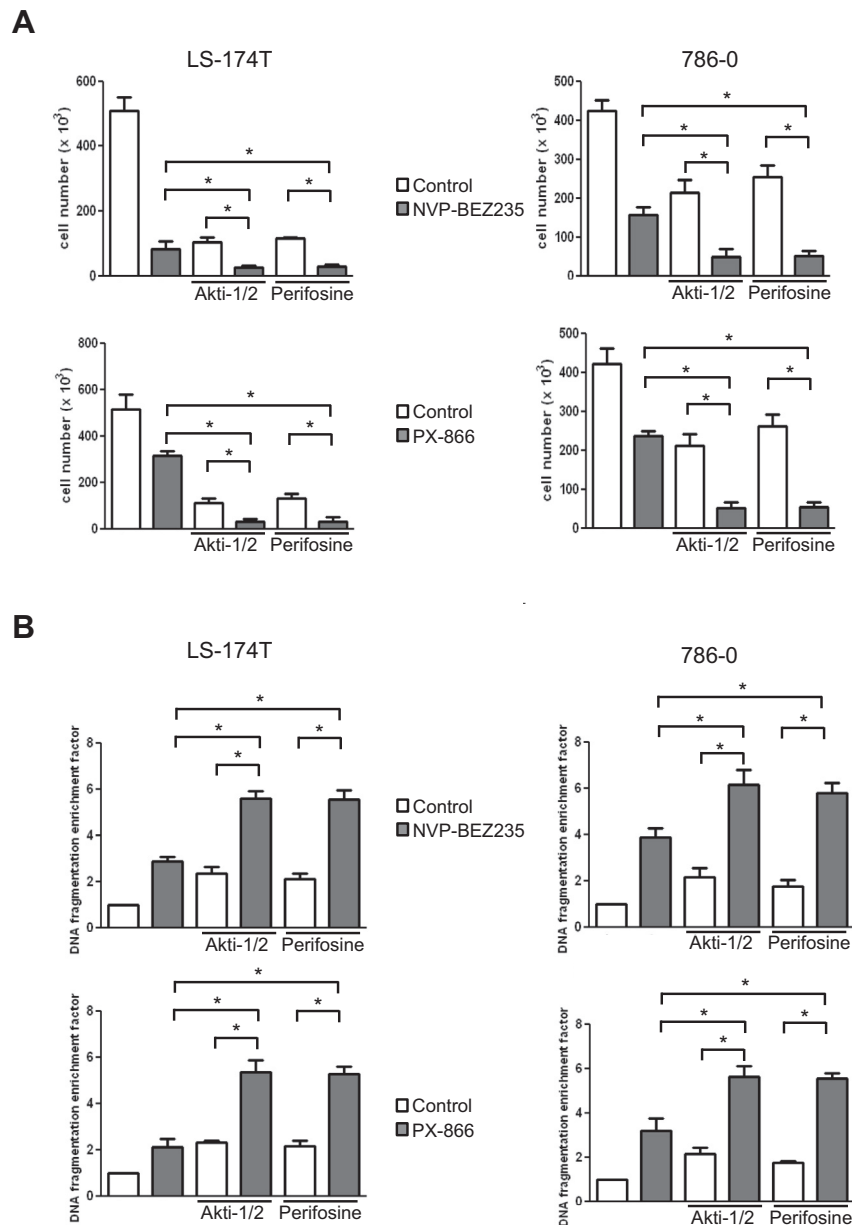 A
LS-174T
786-0
cell number (x 10³)
600
400
200
0
* * * *
Akti-1/2 Perifosine
Control
NVP-BEZ235
cell number (x 10³)
500
400
300
200
100
0
* * * *
Akti-1/2 Perifosine
cell number (x 10³)
800
600
400
200
0
* * * *
Akti-1/2 Perifosine
Control
PX-866
cell number (x 10³)
500
400
300
200
100
0
* * * *
Akti-1/2 Perifosine
B
LS-174T
786-0
DNA fragmentation enrichment factor
8
6
4
2
0
* * * *
Akti-1/2 Perifosine
Control
NVP-BEZ235
DNA fragmentation enrichment factor
8
6
4
2
0
* * * *
Akti-1/2 Perifosine
DNA fragmentation enrichment factor
8
6
4
2
0
* * * *
Akti-1/2 Perifosine
Control
PX-866
DNA fragmentation enrichment factor
8
6
4
2
0
* * * *
Akti-1/2 Perifosine